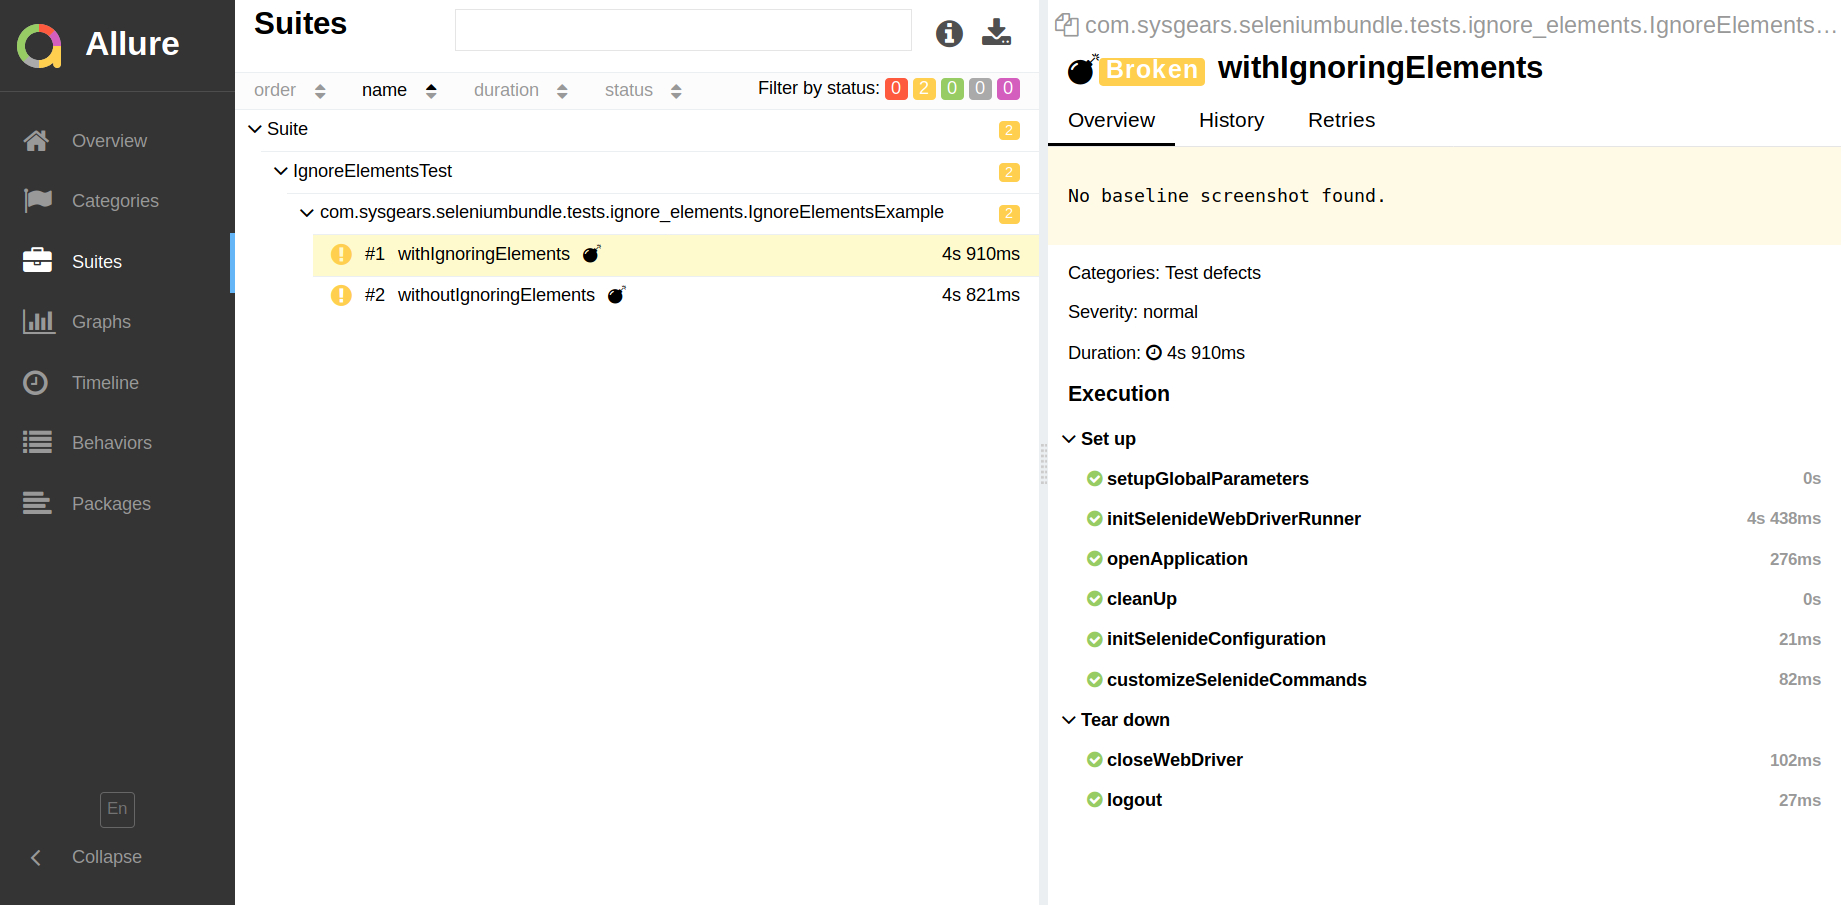 Allure
Overview
Categories
Suites
Graphs
Timeline
Behaviors
Packages
En
Collapse
Suites
order name duration status Filter by status: 0 2 0 0 0
Suite 2
IgnoreElementsTest 2
com.sysgears.seleniumbundle.tests.ignore_elements.IgnoreElementsExample 2
#1 withIgnoringElements 4s 910ms
#2 withoutIgnoringElements 4s 821ms
com.sysgears.seleniumbundle.tests.ignore_elements.IgnoreElements…
Broken withIgnoringElements
Overview History Retries
No baseline screenshot found.
Categories: Test defects
Severity: normal
Duration: 4s 910ms
Execution
Set up
setupGlobalParameters 0s
initSelenideWebDriverRunner 4s 438ms
openApplication 276ms
cleanUp 0s
initSelenideConfiguration 21ms
customizeSelenideCommands 82ms
Tear down
closeWebDriver 102ms
logout 27ms